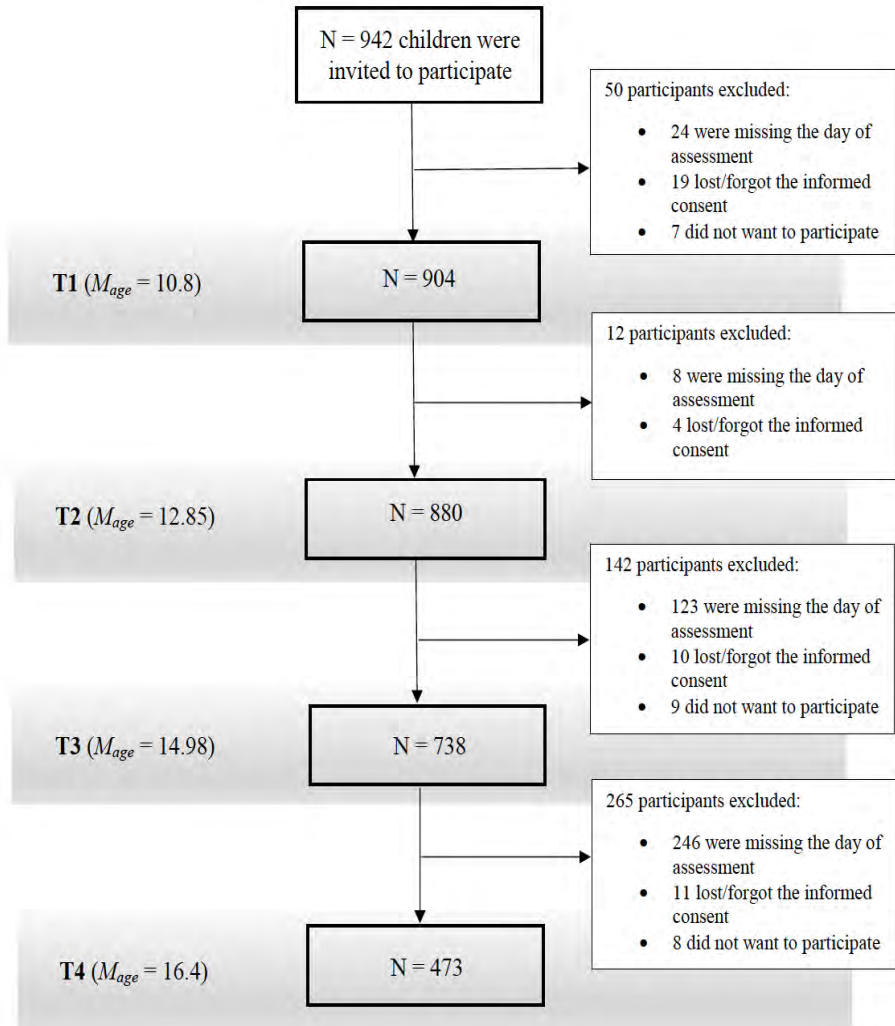 N = 942 children were
invited to participate
50 participants excluded:
• 24 were missing the day of
assessment
• 19 lost/forgot the informed
consent
• 7 did not want to participate
T1 (Mage = 10.8)
N = 904
12 participants excluded:
• 8 were missing the day of
assessment
• 4 lost/forgot the informed
consent
T2 (Mage = 12.85)
N = 880
142 participants excluded:
• 123 were missing the day of
assessment
• 10 lost/forgot the informed
consent
• 9 did not want to participate
T3 (Mage = 14.98)
N = 738
265 participants excluded:
• 246 were missing the day of
assessment
• 11 lost/forgot the informed
consent
• 8 did not want to participate
T4 (Mage = 16.4)
N = 473